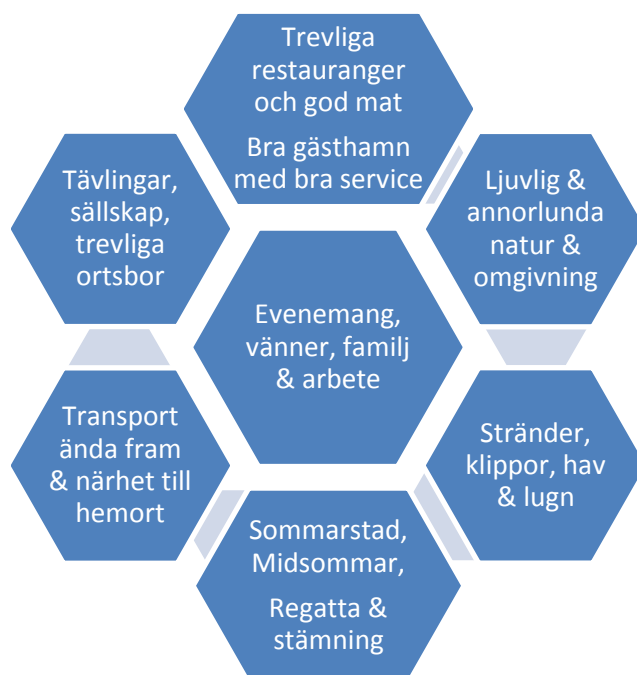 Trevliga
restauranger
och god mat
Bra gästhamn
med bra service
Tävlingar,
sällskap,
trevliga
ortsbor
Ljuvlig &
annorlunda
natur &
omgivning
Evenemang,
vänner, familj
& arbete
Transport
ända fram
& närhet till
hemort
Stränder,
klippor, hav
& lugn
Sommarstad,
Midsommar,
Regatta &
stämning